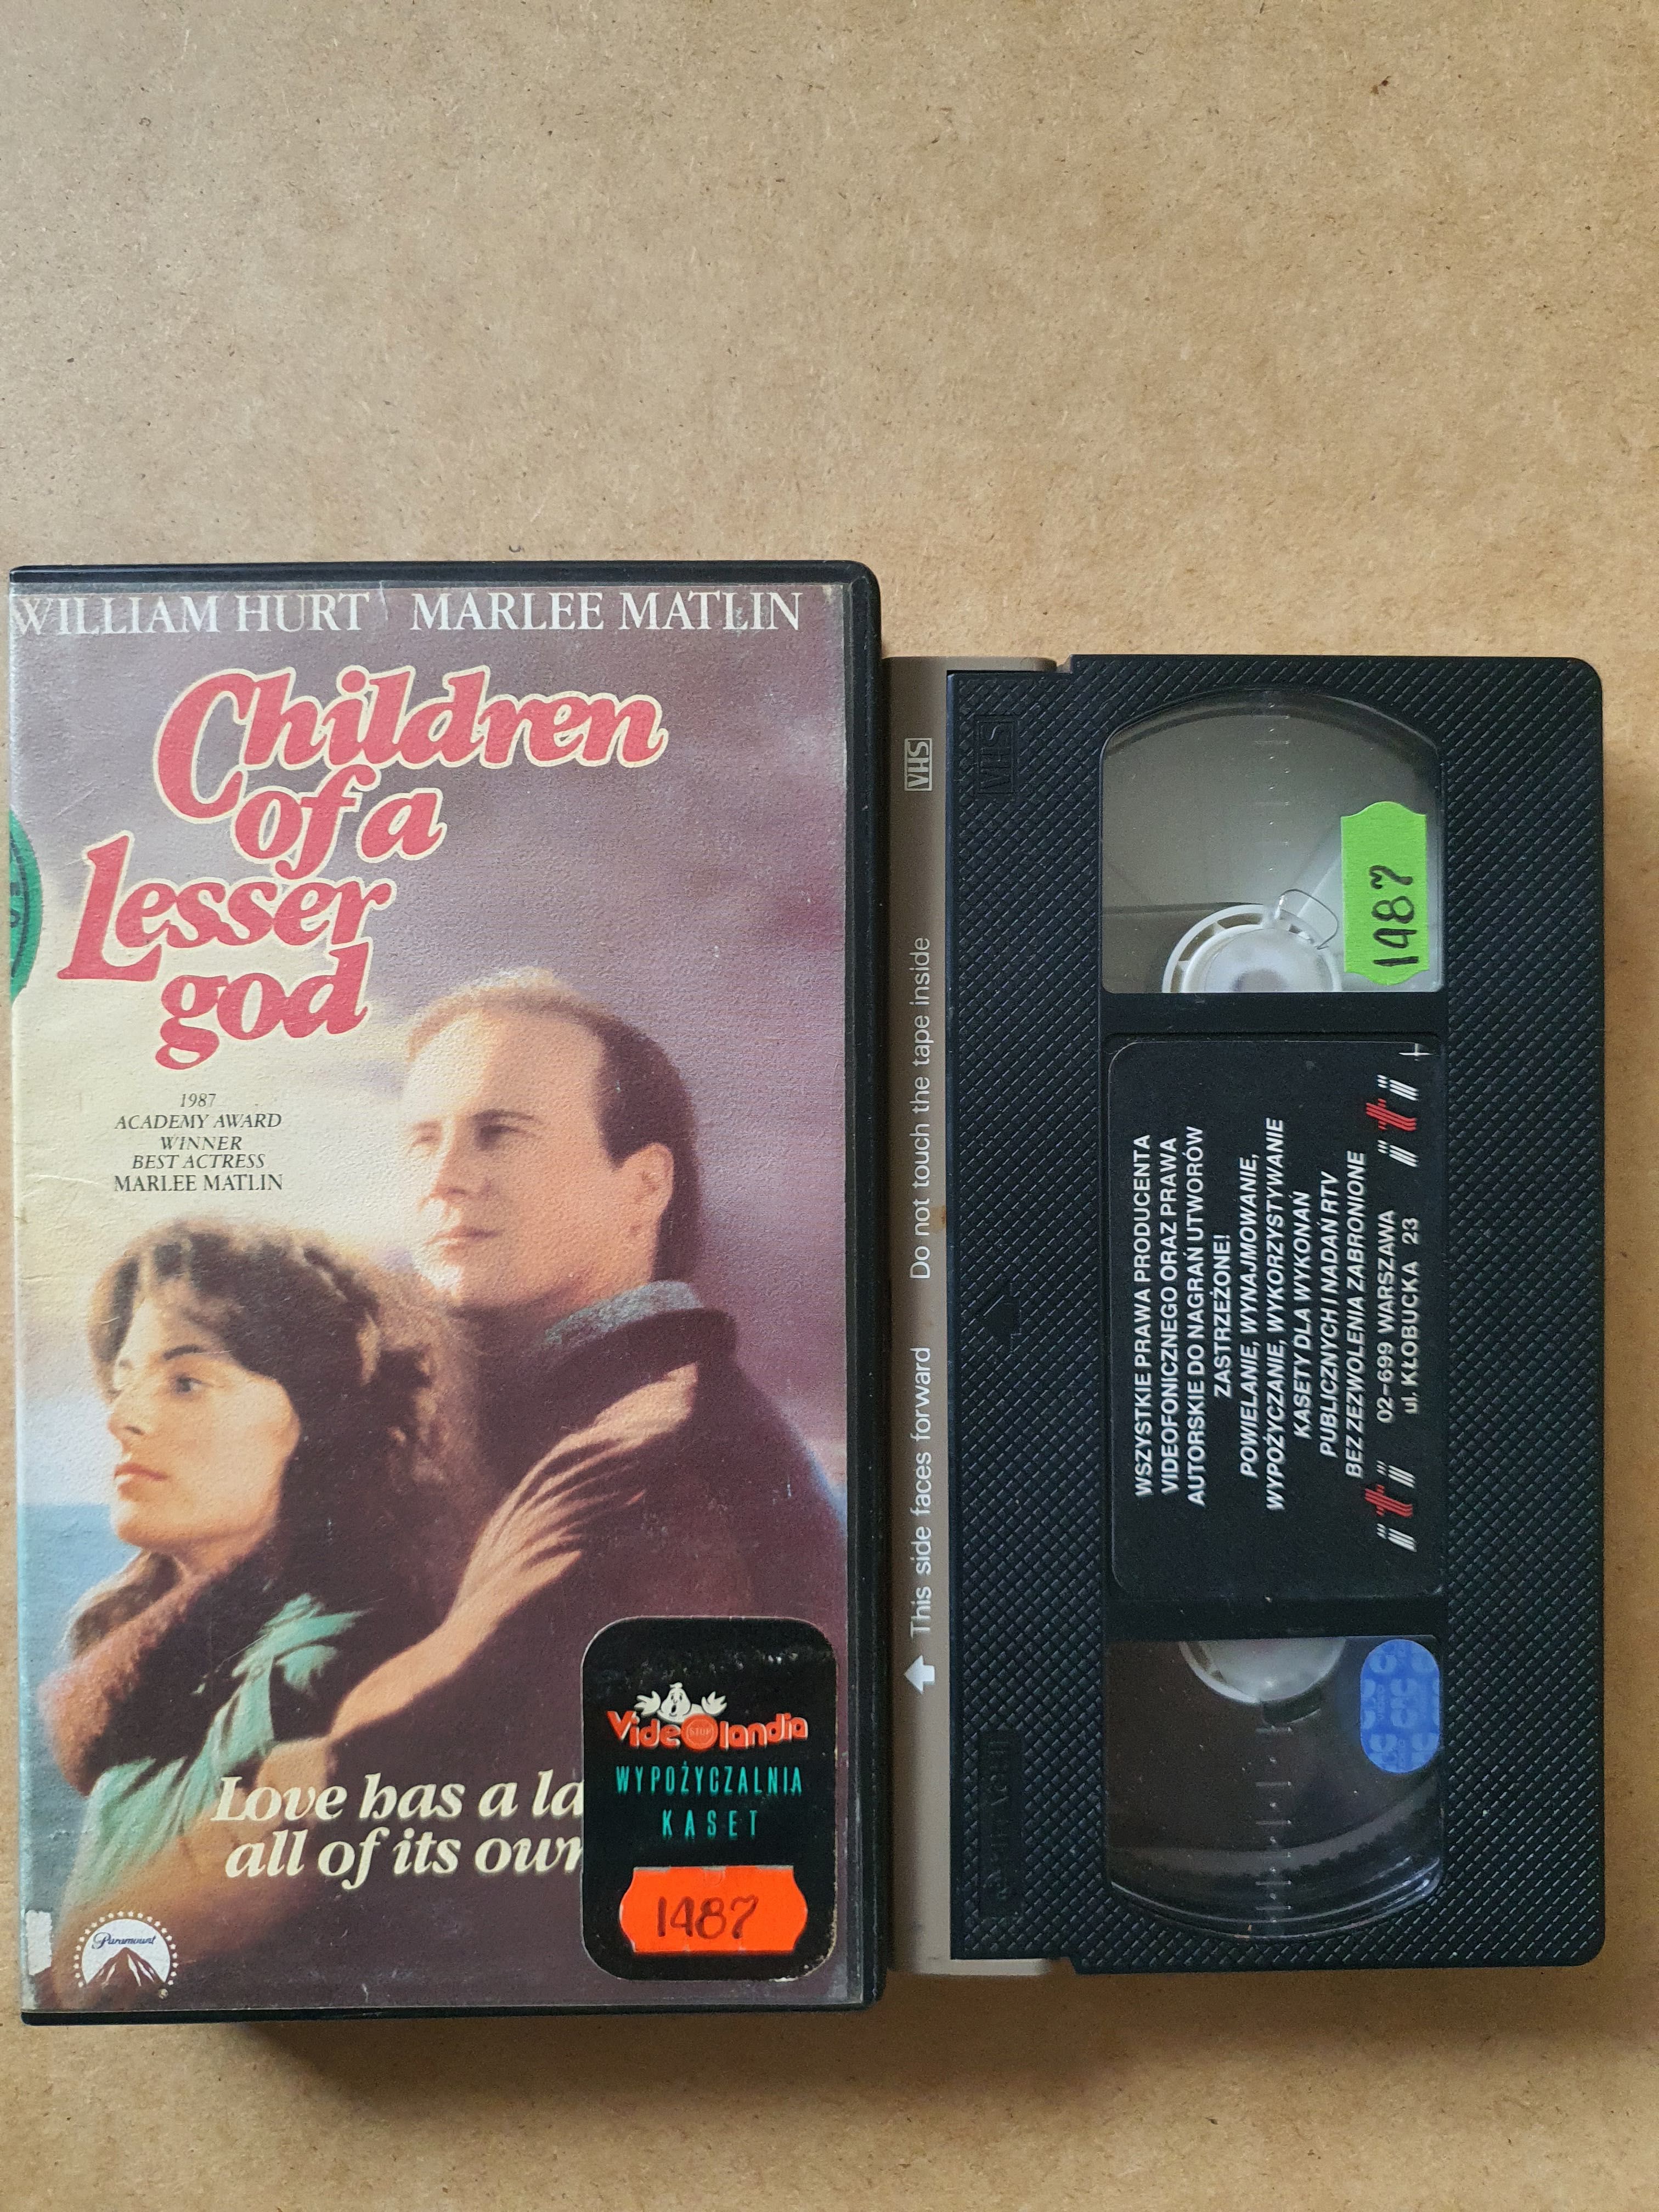 WILLIAM HURT MARLEE MATLIN
Children
of a
Lesser
god
1987
ACADEMY AWARD
WINNER
BEST ACTRESS
MARLEE MATLIN
Love has a la
all of its own
Paramount
®
VideOlandia
STOP
WYPOŻYCZALNIA
KASET
1487
VHS
This side faces forward Do not touch the tape inside
VHS
1487
WSZYSTKIE PRAWA PRODUCENTA
VIDEOFONICZNEGO ORAZ PRAWA
AUTORSKIE DO NAGRAŃ UTWORÓW
ZASTRZEŻONE!
POWIELANIE, WYNAJMOWANIE,
WYPOŻYCZANIE, WYKORZYSTYWANIE
KASETY DLA WYKONAŃ
PUBLICZNYCH I NADAŃ RTV
BEZ ZEZWOLENIA ZABRONIONE
02-699 WARSZAWA
ul. KŁOBUCKA 23
iti
iti